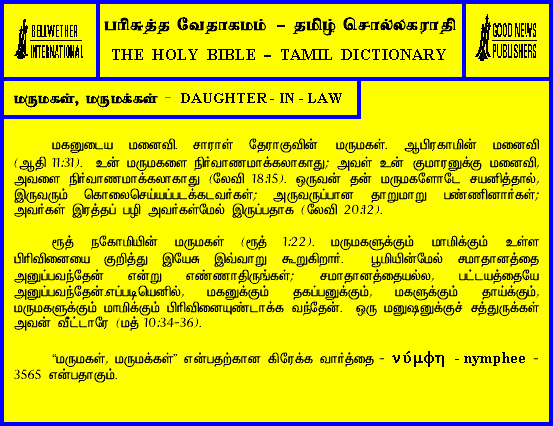 BELLWETHER
INTERNATIONAL
பரிசுத்த வேதாகமம் - தமிழ் சொல்லகராதி
THE HOLY BIBLE - TAMIL DICTIONARY
GOOD NEWS
PUBLISHERS
மருமகள், மருமக்கள் - DAUGHTER - IN - LAW
மகனுடைய மனைவி. சாராள் தேராகுவின் மருமகள். ஆபிரகாமின் மனைவி
(ஆதி 11:31). உன் மருமகளை நிர்வாணமாக்கலாகாது; அவள் உன் குமாரனுக்கு மனைவி,
அவளை நிர்வாணமாக்கலாகாது (லேவி 18:15). ஒருவன் தன் மருமகளோடே சயனித்தால்,
இருவரும் கொலைசெய்யப்படக்கடவர்கள்; அருவருப்பான தாறுமாறு பண்ணினார்கள்;
அவர்கள் இரத்தப் பழி அவர்கள்மேல் இருப்பதாக (லேவி 20:12).
ரூத் நகோமியின் மருமகள் (ரூத் 1:22). மருமகளுக்கும் மாமிக்கும் உள்ள
பிரிவினையை குறித்து இயேசு இவ்வாறு கூறுகிறார். பூமியின்மேல் சமாதானத்தை
அனுப்பவந்தேன் என்று எண்ணாதிருங்கள்; சமாதானத்தையல்ல, பட்டயத்தையே
அனுப்பவந்தேன்.எப்படியெனில், மகனுக்கும் தகப்பனுக்கும், மகளுக்கும் தாய்க்கும்,
மருமகளுக்கும் மாமிக்கும் பிரிவினையுண்டாக்க வந்தேன். ஒரு மனுஷனுக்குச் சத்துருக்கள்
அவன் வீட்டாரே (மத் 10:34-36).
"மருமகள், மருமக்கள்" என்பதற்கான கிரேக்க வார்த்தை - νύμφη - nymphee -
3565 என்பதாகும்.